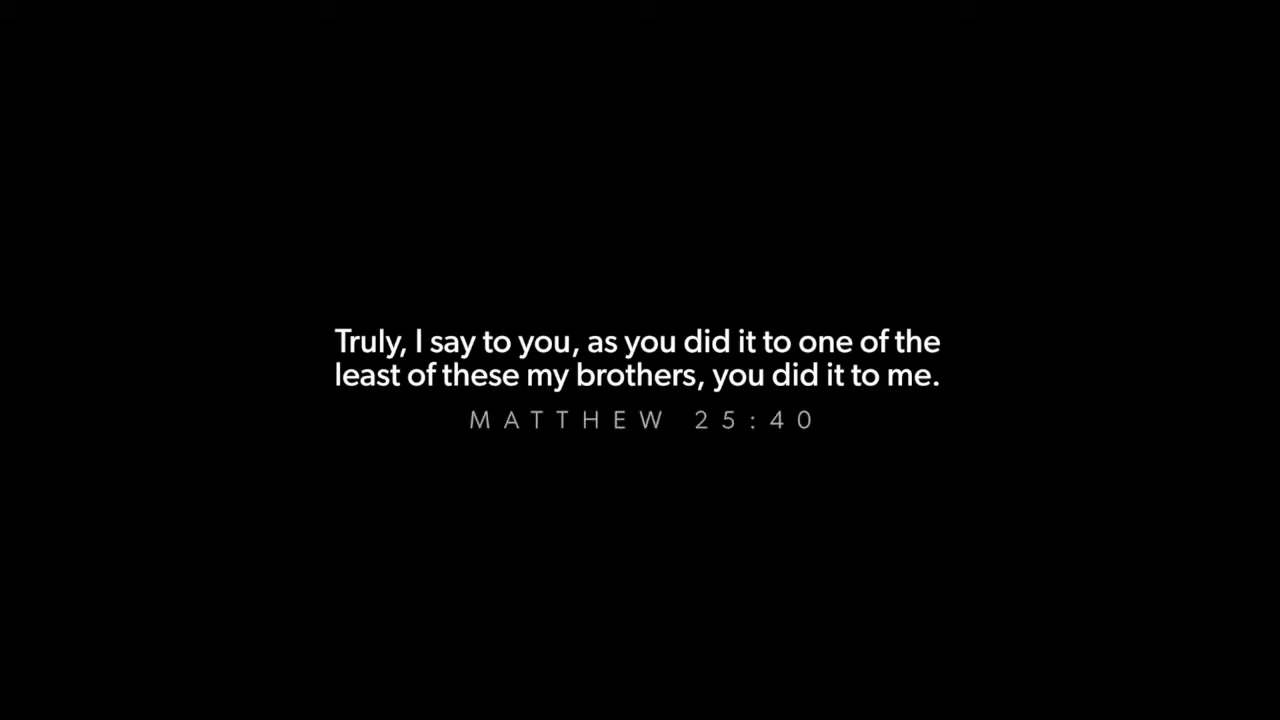 Truly, I say to you, as you did it to one of the
least of these my brothers, you did it to me.
MATTHEW 25:40